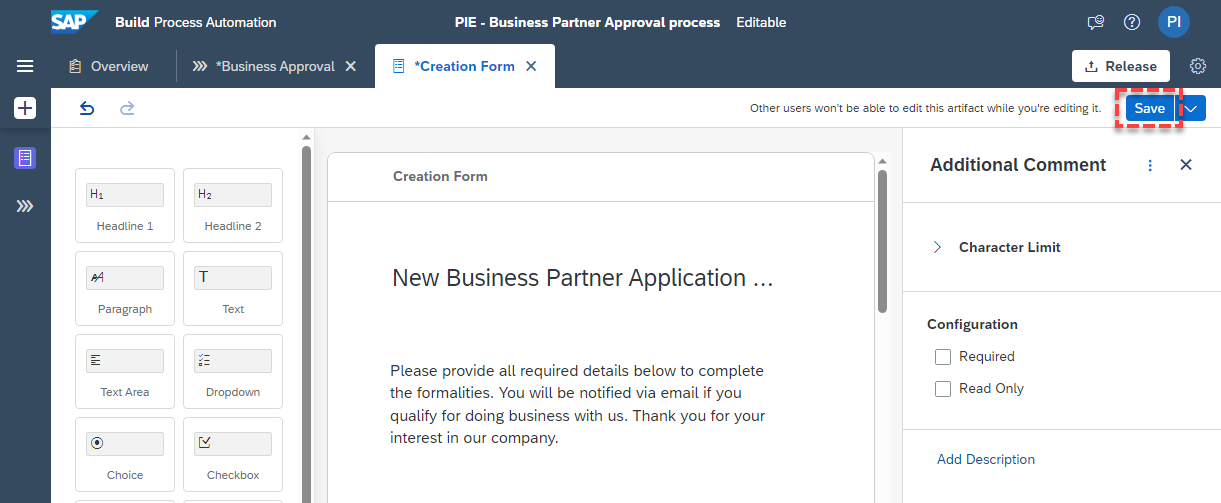 SAP Build Process Automation
PIE - Business Partner Approval process Editable
PI
Overview
*Business Approval
*Creation Form
Release
Other users won't be able to edit this artifact while you're editing it.
Save
H1
Headline 1
H2
Headline 2
Paragraph
T
Text
Text Area
Dropdown
Choice
Checkbox
Creation Form
New Business Partner Application ...
Please provide all required details below to complete
the formalities. You will be notified via email if you
qualify for doing business with us. Thank you for your
interest in our company.
Additional Comment
Character Limit
Configuration
Required
Read Only
Add Description